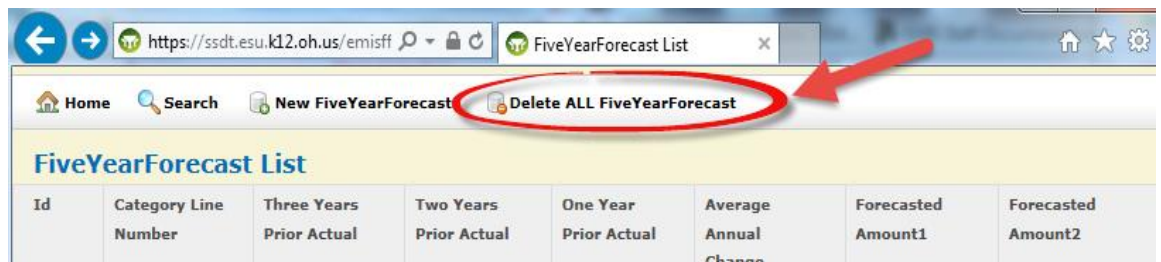 https://ssdt.esu.k12.oh.us/emisff FiveYearForecast List
Home Search New FiveYearForecast Delete ALL FiveYearForecast
FiveYearForecast List
Id Category Line Number Three Years Prior Actual Two Years Prior Actual One Year Prior Actual Average Annual Change Forecasted Amount1 Forecasted Amount2